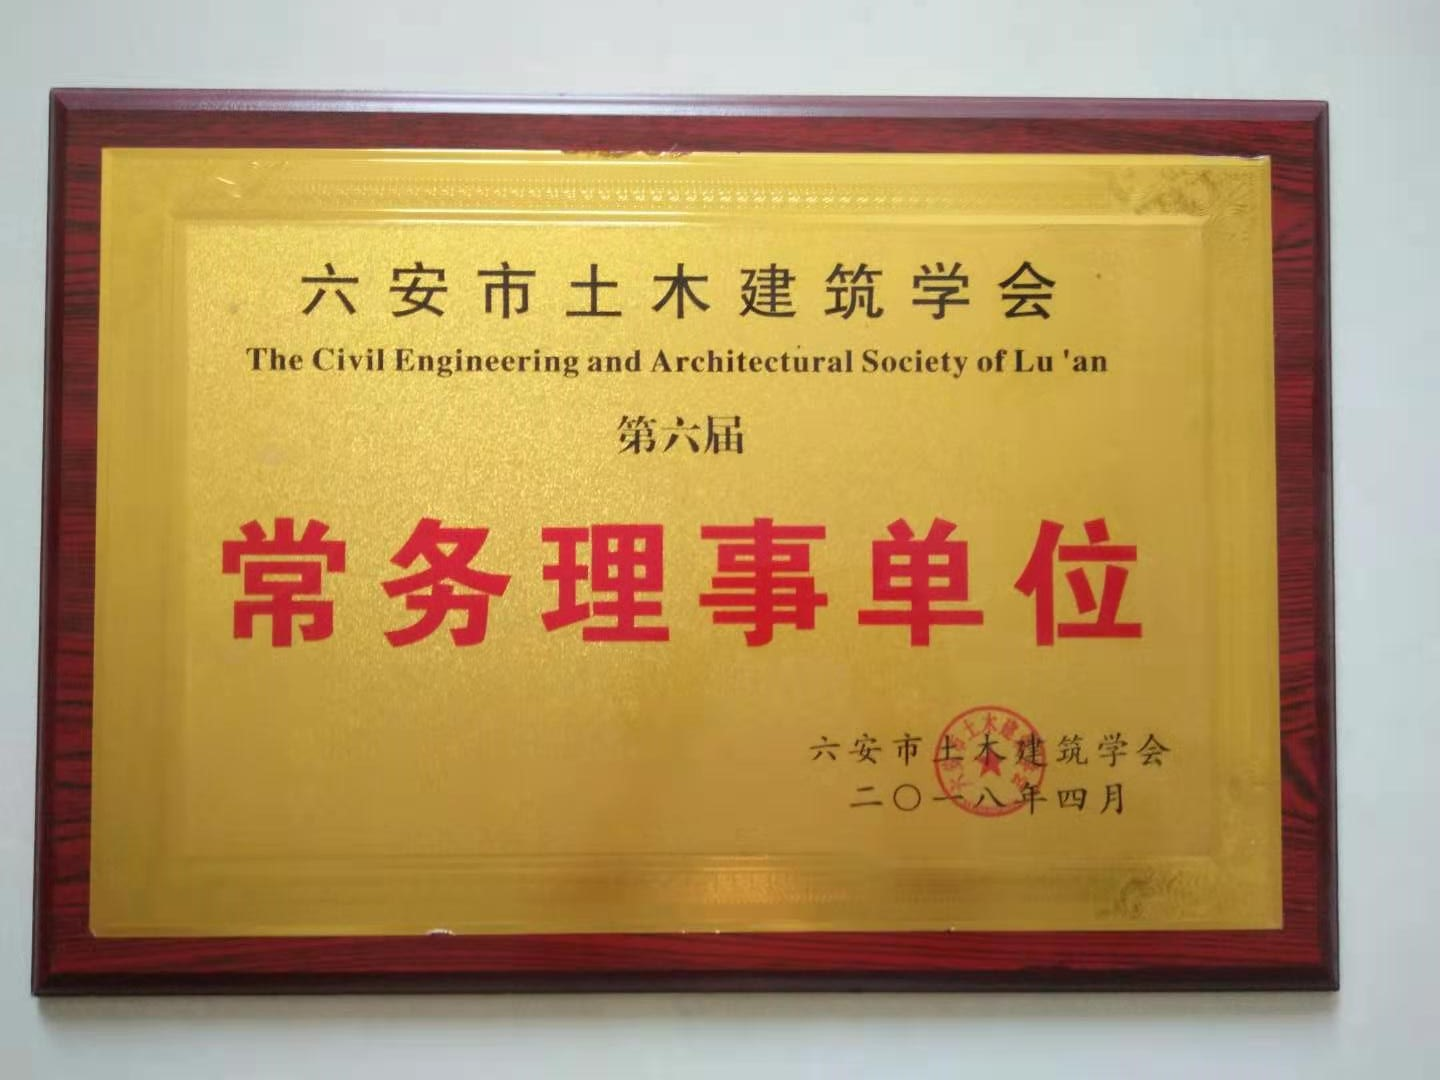 六安市土木建筑学会
The Civil Engineering and Architectural Society of Lu 'an
第六届
常务理事单位
六安市土木建筑学会
二〇一八年四月